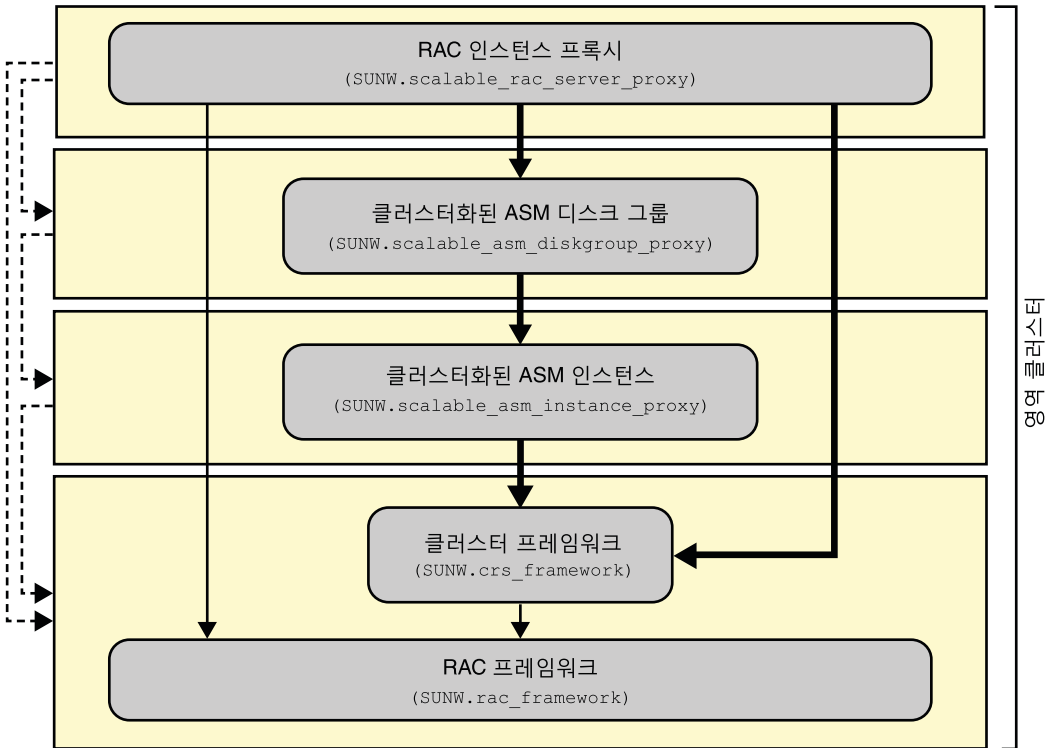 RAC 인스턴스 프록시
(SUNW.scalable_rac_server_proxy)
클러스터화된 ASM 디스크 그룹
(SUNW.scalable_asm_diskgroup_proxy)
클러스터화된 ASM 인스턴스
(SUNW.scalable_asm_instance_proxy)
클러스터 프레임워크
(SUNW.crs_framework)
RAC 프레임워크
(SUNW.rac_framework)
영역 클러스터